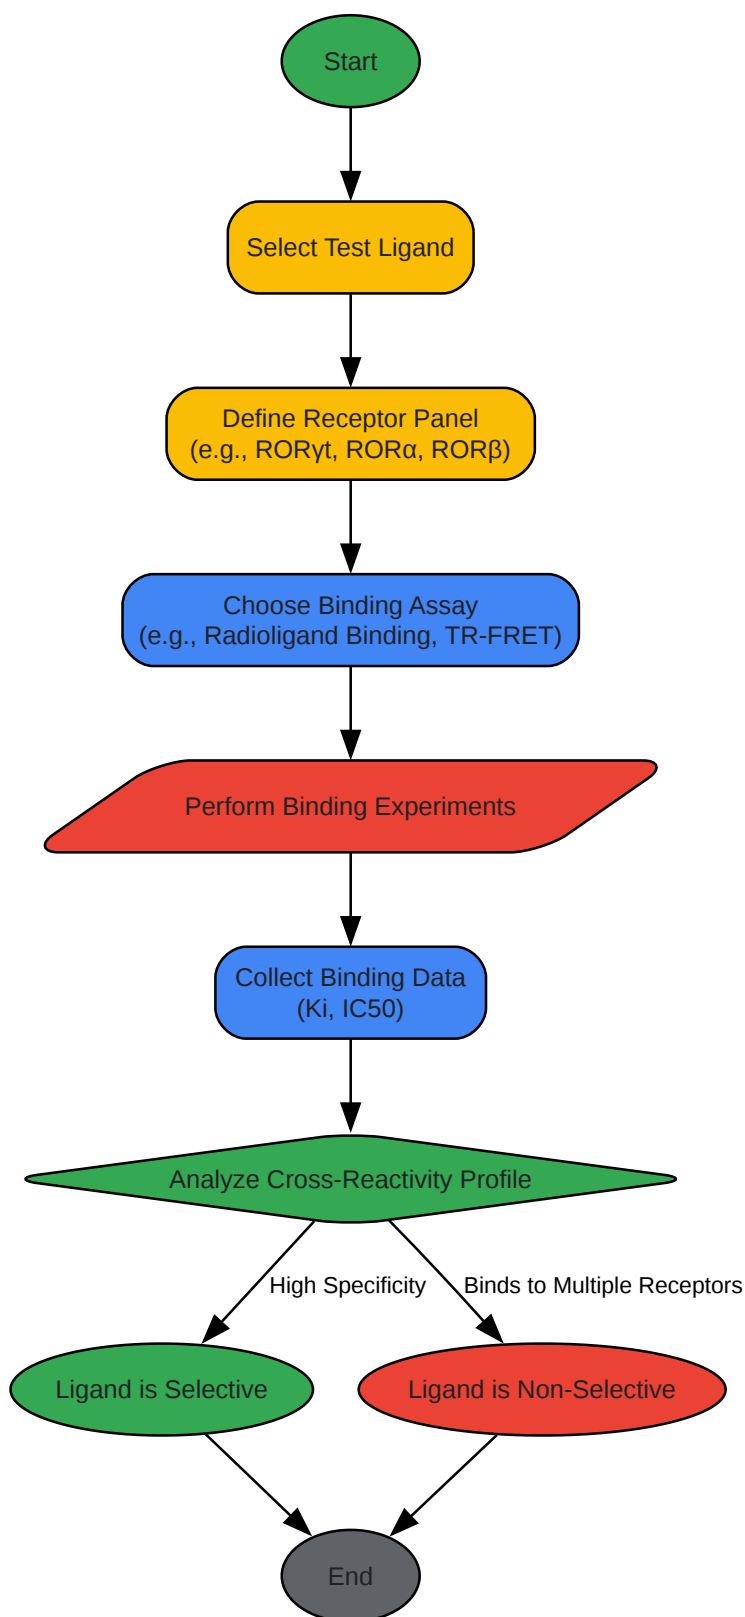 Start
Select Test Ligand
Define Receptor Panel
(e.g., RORγt, RORα, RORβ)
Choose Binding Assay
(e.g., Radioligand Binding, TR-FRET)
Perform Binding Experiments
Collect Binding Data
(Ki, IC50)
Analyze Cross-Reactivity Profile
High Specificity
Binds to Multiple Receptors
Ligand is Selective
Ligand is Non-Selective
End